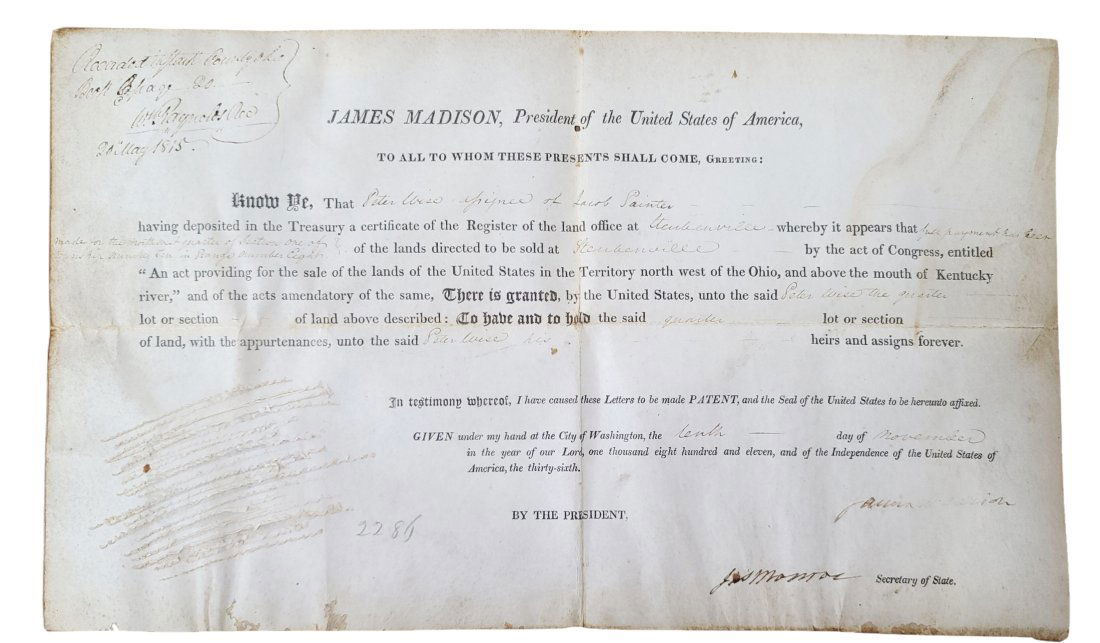 Recorded in Stark County Ohio
Book B page 20
Wm Raynolds Rec
20 May 1815.
JAMES MADISON, President of the United States of America,
TO ALL TO WHOM THESE PRESENTS SHALL COME, GREETING:
Know Ye, That Peter Wise assignee of Jacob Painter
having deposited in the Treasury a certificate of the Register of the land office at Steubenville whereby it appears that full payment has been
made for the northeast quarter of Section one of
township number ten in Range number Eight of the lands directed to be sold at Steubenville by the act of Congress, entitled
“An act providing for the sale of the lands of the United States in the Territory north west of the Ohio, and above the mouth of Kentucky
river,” and of the acts amendatory of the same, There is granted, by the United States, unto the said Peter Wise the quarter
lot or section of land above described: To have and to hold the said quarter lot or section
of land, with the appurtenances, unto the said Peter Wise his heirs and assigns forever.
In testimony whereof, I have caused these Letters to be made PATENT, and the Seal of the United States to be hereunto affixed.
GIVEN under my hand at the City of Washington, the tenth day of November
in the year of our Lord, one thousand eight hundred and eleven, and of the Independence of the United States of
America, the thirty-sixth.
James Madison
BY THE PRESIDENT,
2286
Jas Monroe Secretary of State.